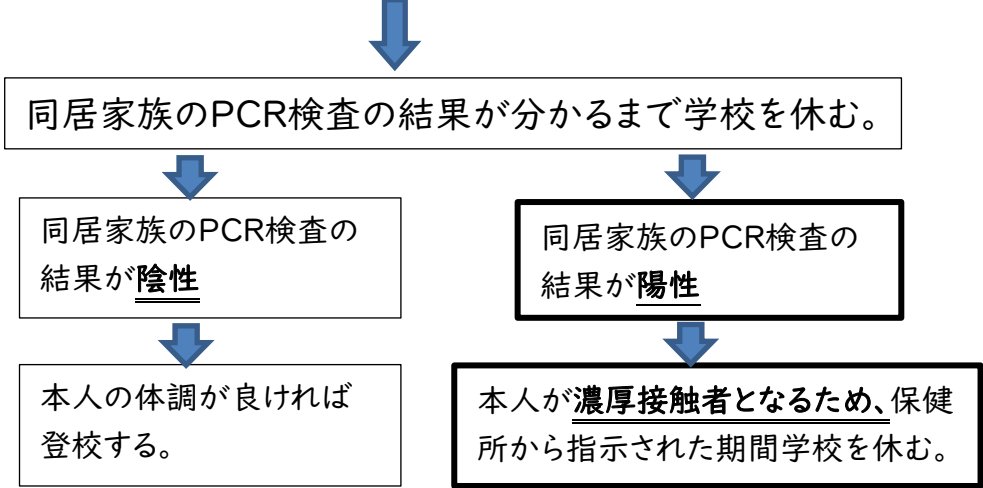 同居家族のPCR検査の結果が分かるまで学校を休む。
同居家族のPCR検査の
結果が陰性
同居家族のPCR検査の
結果が陽性
本人の体調が良ければ
登校する。
本人が濃厚接触者となるため、保健
所から指示された期間学校を休む。